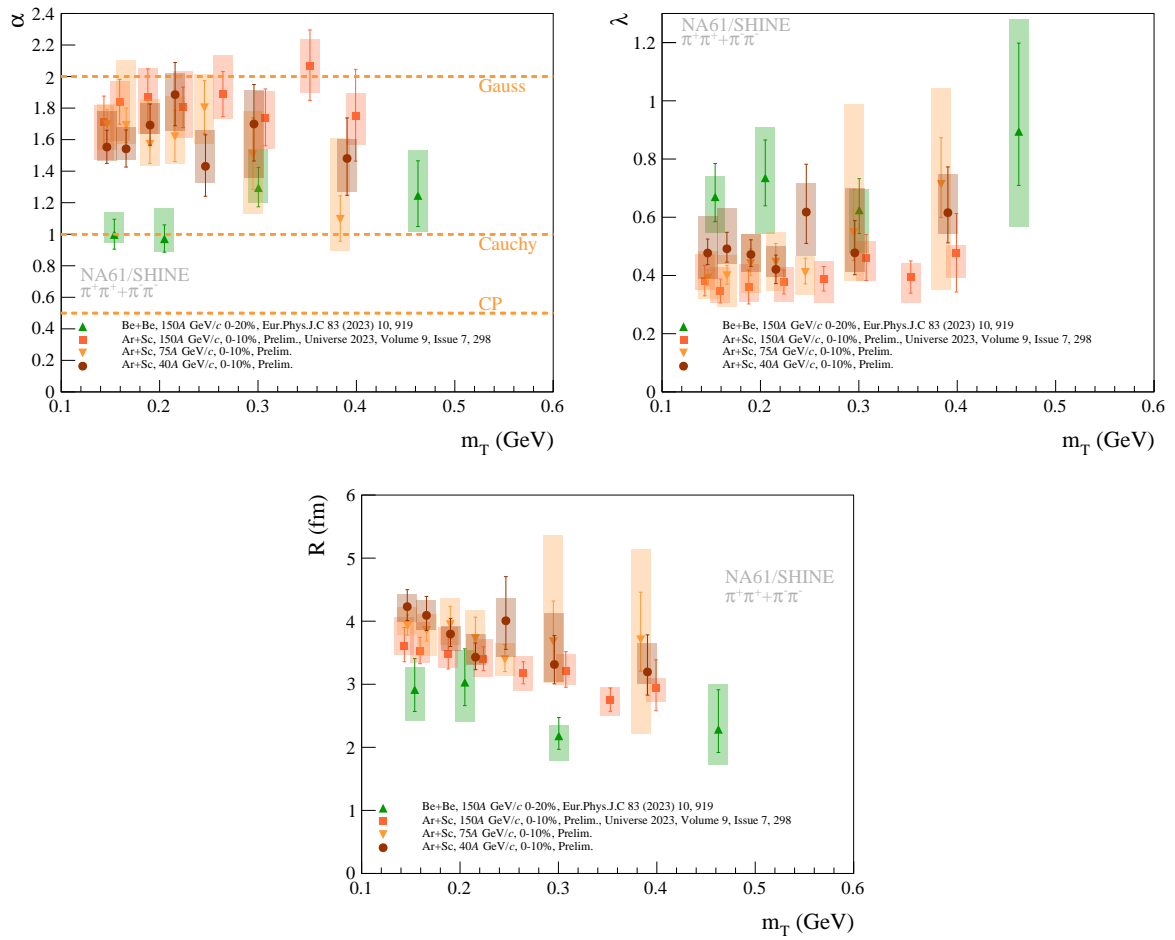 α
2.4
2.2
2
1.8
1.6
1.4
1.2
1
0.8
0.6
0.4
0.2
0
Gauss
Cauchy
CP
NA61/SHINE
π⁺π⁺+π⁻π⁻
Be+Be, 150A GeV/c 0-20%, Eur.Phys.J.C 83 (2023) 10, 919
Ar+Sc, 150A GeV/c, 0-10%, Prelim., Universe 2023, Volume 9, Issue 7, 298
Ar+Sc, 75A GeV/c, 0-10%, Prelim.
Ar+Sc, 40A GeV/c, 0-10%, Prelim.
0.1 0.2 0.3 0.4 0.5 0.6
m_T (GeV)
λ
1.2
1
0.8
0.6
0.4
0.2
0
NA61/SHINE
π⁺π⁺+π⁻π⁻
Be+Be, 150A GeV/c 0-20%, Eur.Phys.J.C 83 (2023) 10, 919
Ar+Sc, 150A GeV/c, 0-10%, Prelim., Universe 2023, Volume 9, Issue 7, 298
Ar+Sc, 75A GeV/c, 0-10%, Prelim.
Ar+Sc, 40A GeV/c, 0-10%, Prelim.
0.1 0.2 0.3 0.4 0.5 0.6
m_T (GeV)
R (fm)
6
5
4
3
2
1
0
NA61/SHINE
π⁺π⁺+π⁻π⁻
Be+Be, 150A GeV/c 0-20%, Eur.Phys.J.C 83 (2023) 10, 919
Ar+Sc, 150A GeV/c, 0-10%, Prelim., Universe 2023, Volume 9, Issue 7, 298
Ar+Sc, 75A GeV/c, 0-10%, Prelim.
Ar+Sc, 40A GeV/c, 0-10%, Prelim.
0.1 0.2 0.3 0.4 0.5 0.6
m_T (GeV)